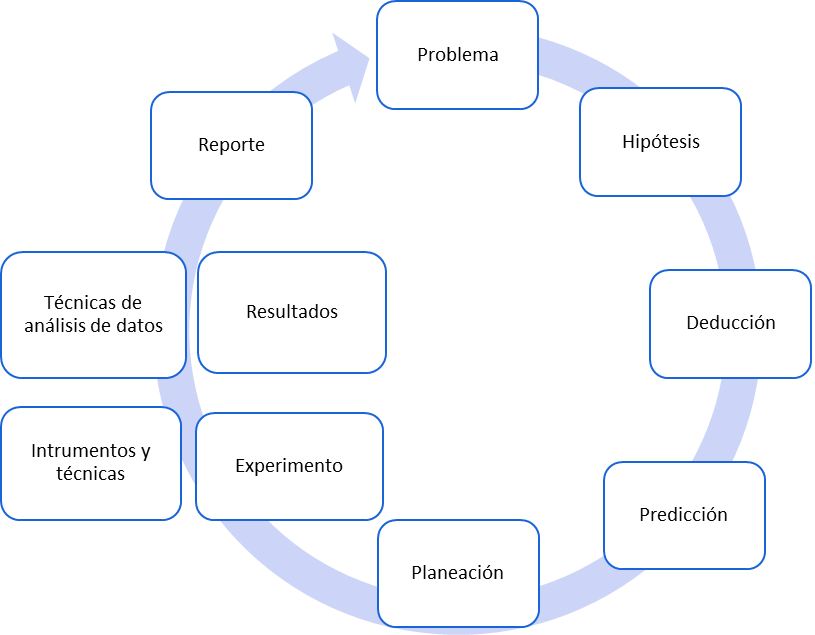 Problema
Hipótesis
Deducción
Predicción
Planeación
Experimento
Intrumentos y
técnicas
Resultados
Técnicas de
análisis de datos
Reporte